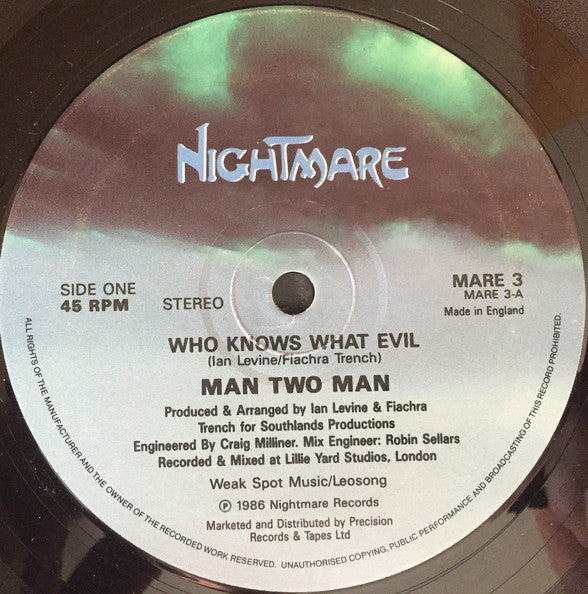 NIGHTMARE
SIDE ONE
45 RPM
STEREO
MARE 3
MARE 3-A
Made in England
WHO KNOWS WHAT EVIL
(Ian Levine/Fiachra Trench)
MAN TWO MAN
Produced & Arranged by Ian Levine & Fiachra
Trench for Southlands Productions
Engineered By Craig Milliner. Mix Engineer: Robin Sellars
Recorded & Mixed at Lillie Yard Studios, London
Weak Spot Music/Leosong
℗ 1986 Nightmare Records
Marketed and Distributed by Precision
Records & Tapes Ltd
ALL RIGHTS OF THE MANUFACTURER AND THE OWNER OF THE RECORDED WORK RESERVED. UNAUTHORISED COPYING, PUBLIC PERFORMANCE AND BROADCASTING OF THIS RECORD PROHIBITED.